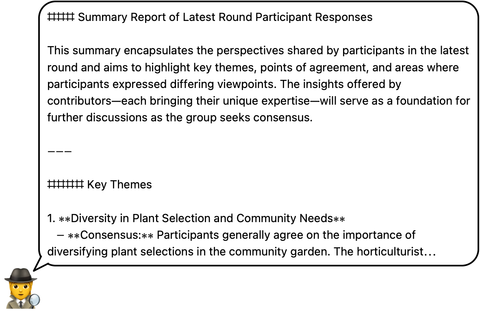 ##### Summary Report of Latest Round Participant Responses
This summary encapsulates the perspectives shared by participants in the latest
round and aims to highlight key themes, points of agreement, and areas where
participants expressed differing viewpoints. The insights offered by
contributors—each bringing their unique expertise—will serve as a foundation for
further discussions as the group seeks consensus.
---
###### Key Themes
1. **Diversity in Plant Selection and Community Needs**
- **Consensus:** Participants generally agree on the importance of
diversifying plant selections in the community garden. The horticulturist...